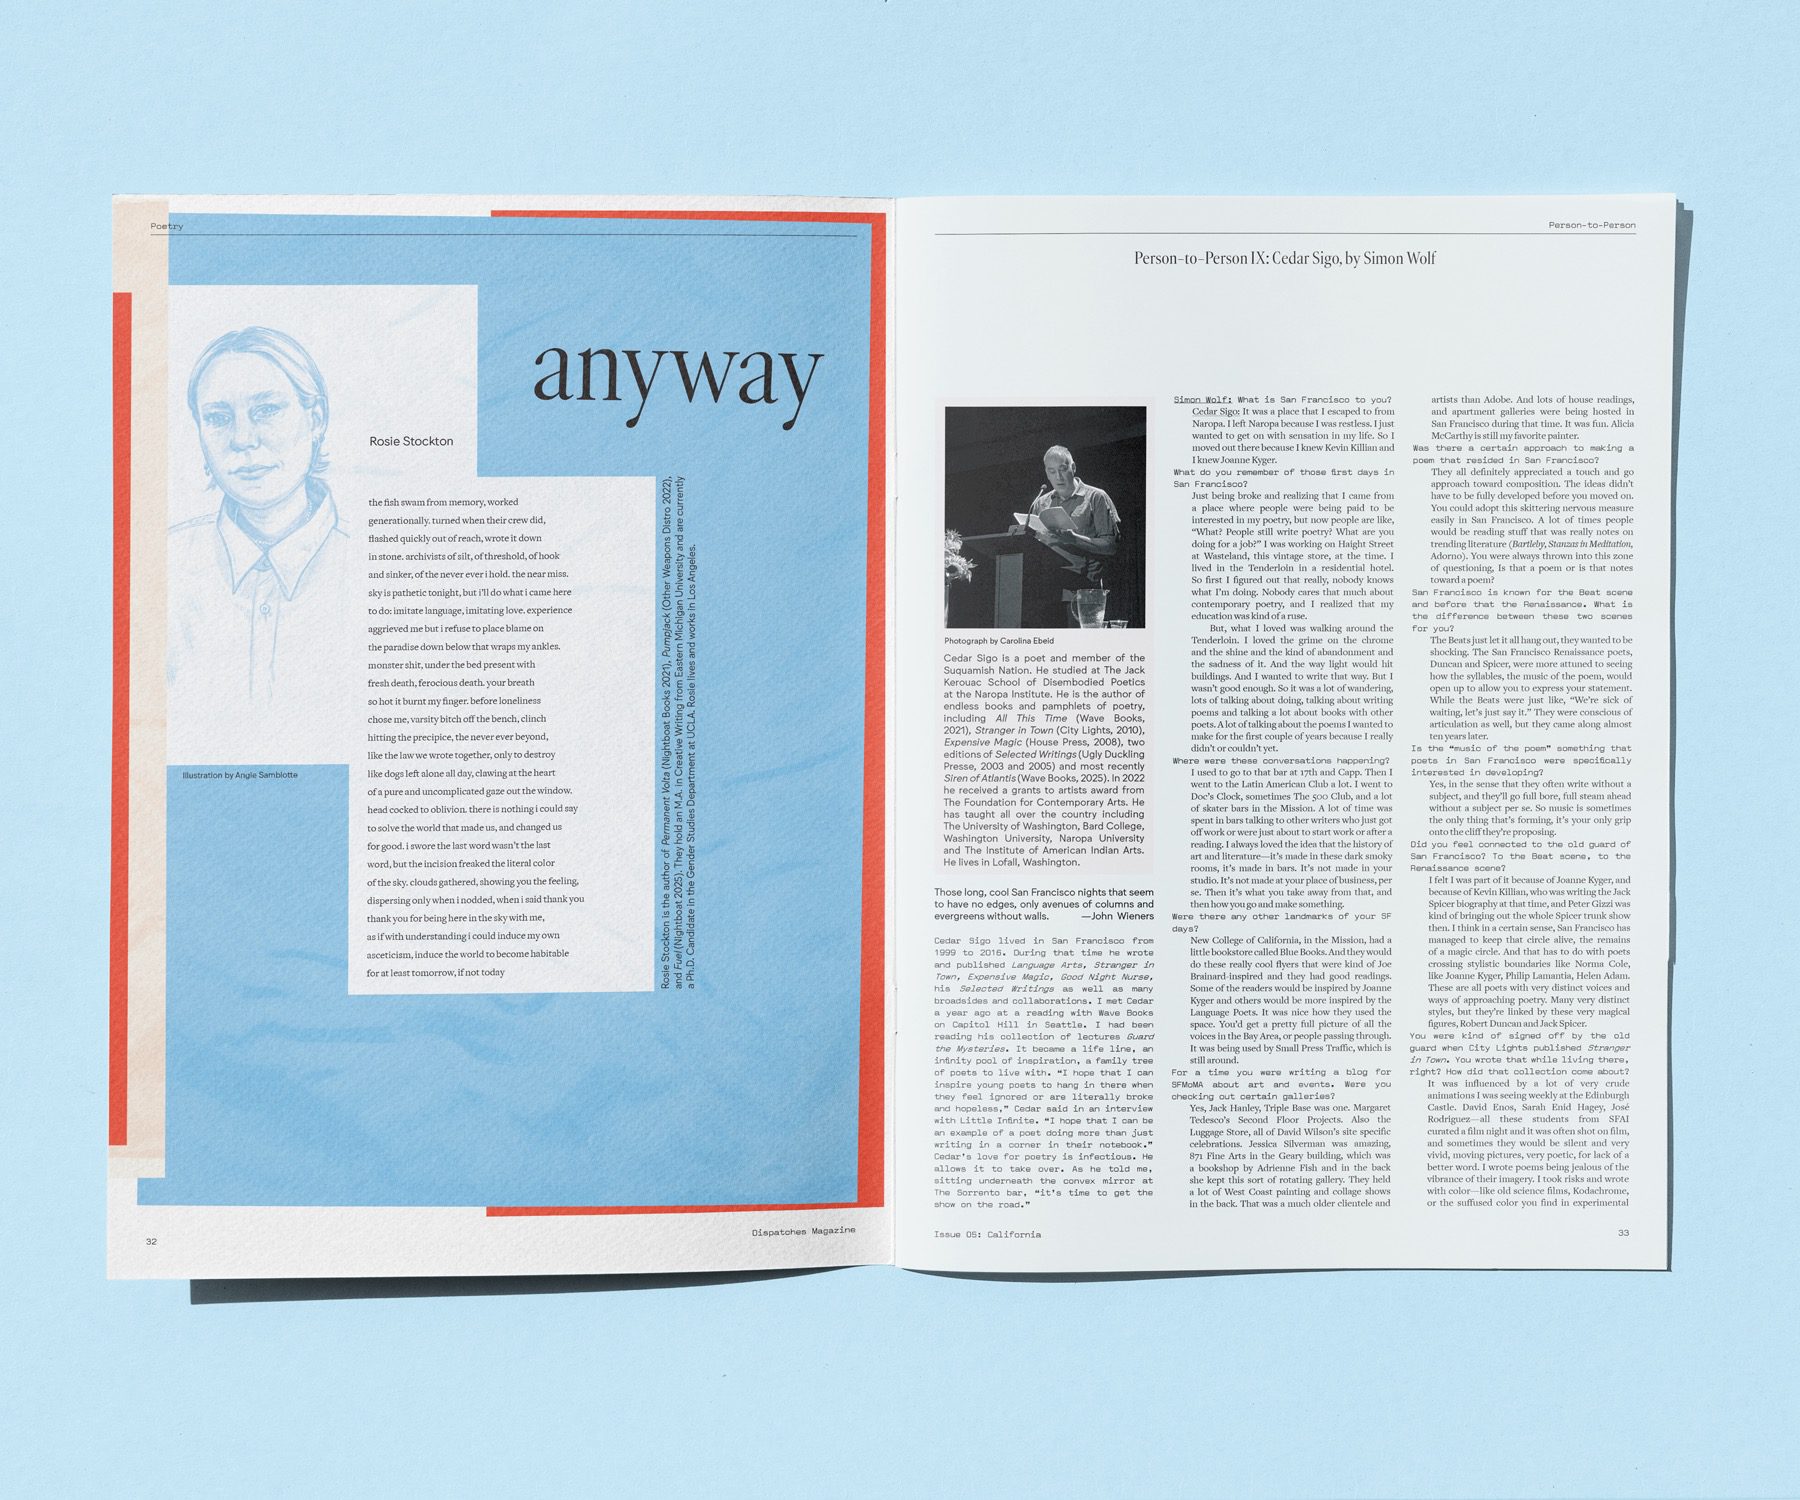 Poetry
anyway
Rosie Stockton
the fish swam from memory, worked
generationally. turned when their crew did,
flashed quickly out of reach, wrote it down
in stone. archivists of silt, of threshold, of hook
and sinker, of the never ever i hold. the near miss.
sky is pathetic tonight, but i'll do what i came here
to do: imitate language, imitating love. experience
aggrieved me but i refuse to place blame on
the paradise down below that wraps my ankles.
monster shit, under the bed present with
fresh death, ferocious death. your breath
so hot it burnt my finger. before loneliness
chose me, varsity bitch off the bench, clinch
hitting the precipice, the never ever beyond,
like the law we wrote together, only to destroy
like dogs left alone all day, clawing at the heart
of a pure and uncomplicated gaze out the window.
head cocked to oblivion. there is nothing i could say
to solve the world that made us, and changed us
for good. i swore the last word wasn't the last
word, but the incision freaked the literal color
of the sky. clouds gathered, showing you the feeling,
dispersing only when i nodded, when i said thank you
thank you for being here in the sky with me,
as if with understanding i could induce my own
asceticism, induce the world to become habitable
for at least tomorrow, if not today
Illustration by Angie Samblotte
Rosie Stockton is the author of Permanent Volta (Nightboat Books 2021), Pumpjack (Other Weapons Distro 2022),
and Fuel (Nightboat 2025). They hold an M.A. in Creative Writing from Eastern Michigan University and are currently
a Ph.D. Candidate in the Gender Studies Department at UCLA. Rosie lives and works in Los Angeles.
32
Dispatches Magazine
Person-to-Person
Person-to-Person IX: Cedar Sigo, by Simon Wolf
Photograph by Carolina Ebeid
Cedar Sigo is a poet and member of the
Suquamish Nation. He studied at The Jack
Kerouac School of Disembodied Poetics
at the Naropa Institute. He is the author of
endless books and pamphlets of poetry,
including All This Time (Wave Books,
2021), Stranger in Town (City Lights, 2010),
Expensive Magic (House Press, 2008), two
editions of Selected Writings (Ugly Duckling
Presse, 2003 and 2005) and most recently
Siren of Atlantis (Wave Books, 2025). In 2022
he received a grants to artists award from
The Foundation for Contemporary Arts. He
has taught all over the country including
The University of Washington, Bard College,
Washington University, Naropa University
and The Institute of American Indian Arts.
He lives in Lofall, Washington.
Those long, cool San Francisco nights that seem
to have no edges, only avenues of columns and
evergreens without walls. —John Wieners
Cedar Sigo lived in San Francisco from
1999 to 2016. During that time he wrote
and published Language Arts, Stranger in
Town, Expensive Magic, Good Night Nurse,
his Selected Writings as well as many
broadsides and collaborations. I met Cedar
a year ago at a reading with Wave Books
on Capitol Hill in Seattle. I had been
reading his collection of lectures Guard
the Mysteries. It became a life line, an
infinity pool of inspiration, a family tree
of poets to live with. "I hope that I can
inspire young poets to hang in there when
they feel ignored or are literally broke
and hopeless," Cedar said in an interview
with Little Infinite. "I hope that I can be
an example of a poet doing more than just
writing in a corner in their notebook."
Cedar's love for poetry is infectious. He
allows it to take over. As he told me,
sitting underneath the convex mirror at
The Sorrento bar, "it's time to get the
show on the road."
Simon Wolf: What is San Francisco to you?
Cedar Sigo: It was a place that I escaped to from
Naropa. I left Naropa because I was restless. I just
wanted to get on with sensation in my life. So I
moved out there because I knew Kevin Killian and
I knew Joanne Kyger.
What do you remember of those first days in
San Francisco?
Just being broke and realizing that I came from
a place where people were being paid to be
interested in my poetry, but now people are like,
"What? People still write poetry? What are you
doing for a job?" I was working on Haight Street
at Wasteland, this vintage store, at the time. I
lived in the Tenderloin in a residential hotel.
So first I figured out that really, nobody knows
what I'm doing. Nobody cares that much about
contemporary poetry, and I realized that my
education was kind of a ruse.
But, what I loved was walking around the
Tenderloin. I loved the grime on the chrome
and the shine and the kind of abandonment and
the sadness of it. And the way light would hit
buildings. And I wanted to write that way. But I
wasn't good enough. So it was a lot of wandering,
lots of talking about doing, talking about writing
poems and talking a lot about books with other
poets. A lot of talking about the poems I wanted to
make for the first couple of years because I really
didn't or couldn't yet.
Where were these conversations happening?
I used to go to that bar at 17th and Capp. Then I
went to the Latin American Club a lot. I went to
Doc's Clock, sometimes The 500 Club, and a lot
of skater bars in the Mission. A lot of time was
spent in bars talking to other writers who just got
off work or were just about to start work or after a
reading. I always loved the idea that the history of
art and literature—it's made in these dark smoky
rooms, it's made in bars. It's not made in your
studio. It's not made at your place of business, per
se. Then it's what you take away from that, and
then how you go and make something.
Were there any other landmarks of your SF
days?
New College of California, in the Mission, had a
little bookstore called Blue Books. And they would
do these really cool flyers that were kind of Joe
Brainard-inspired and they had good readings.
Some of the readers would be inspired by Joanne
Kyger and others would be more inspired by the
Language Poets. It was nice how they used the
space. You'd get a pretty full picture of all the
voices in the Bay Area, or people passing through.
It was being used by Small Press Traffic, which is
still around.
For a time you were writing a blog for
SFMoMA about art and events. Were you
checking out certain galleries?
Yes, Jack Hanley, Triple Base was one. Margaret
Tedesco's Second Floor Projects. Also the
Luggage Store, all of David Wilson's site specific
celebrations. Jessica Silverman was amazing,
871 Fine Arts in the Geary building, which was
a bookshop by Adrienne Fish and in the back
she kept this sort of rotating gallery. They held
a lot of West Coast painting and collage shows
in the back. That was a much older clientele and
artists than Adobe. And lots of house readings,
and apartment galleries were being hosted in
San Francisco during that time. It was fun. Alicia
McCarthy is still my favorite painter.
Was there a certain approach to making a
poem that resided in San Francisco?
They all definitely appreciated a touch and go
approach toward composition. The ideas didn't
have to be fully developed before you moved on.
You could adopt this skittering nervous measure
easily in San Francisco. A lot of times people
would be reading stuff that was really notes on
trending literature (Bartleby, Stanzas in Meditation,
Adorno). You were always thrown into this zone
of questioning, Is that a poem or is that notes
toward a poem?
San Francisco is known for the Beat scene
and before that the Renaissance. What is
the difference between these two scenes
for you?
The Beats just let it all hang out, they wanted to be
shocking. The San Francisco Renaissance poets,
Duncan and Spicer, were more attuned to seeing
how the syllables, the music of the poem, would
open up to allow you to express your statement.
While the Beats were just like, "We're sick of
waiting, let's just say it." They were conscious of
articulation as well, but they came along almost
ten years later.
Is the "music of the poem" something that
poets in San Francisco were specifically
interested in developing?
Yes, in the sense that they often write without a
subject, and they'll go full bore, full steam ahead
without a subject per se. So music is sometimes
the only thing that's forming, it's your only grip
onto the cliff they're proposing.
Did you feel connected to the old guard of
San Francisco? To the Beat scene, to the
Renaissance scene?
I felt I was part of it because of Joanne Kyger, and
because of Kevin Killian, who was writing the Jack
Spicer biography at that time, and Peter Gizzi was
kind of bringing out the whole Spicer trunk show
then. I think in a certain sense, San Francisco has
managed to keep that circle alive, the remains
of a magic circle. And that has to do with poets
crossing stylistic boundaries like Norma Cole,
like Joanne Kyger, Philip Lamantia, Helen Adam.
These are all poets with very distinct voices and
ways of approaching poetry. Many very distinct
styles, but they're linked by these very magical
figures, Robert Duncan and Jack Spicer.
You were kind of signed off by the old
guard when City Lights published Stranger
in Town. You wrote that while living there,
right? How did that collection come about?
It was influenced by a lot of very crude
animations I was seeing weekly at the Edinburgh
Castle. David Enos, Sarah Enid Hagey, José
Rodriguez—all these students from SFAI
curated a film night and it was often shot on film,
and sometimes they would be silent and very
vivid, moving pictures, very poetic, for lack of a
better word. I wrote poems being jealous of the
vibrance of their imagery. I took risks and wrote
with color—like old science films, Kodachrome,
or the suffused color you find in experimental
Issue 05: California
33